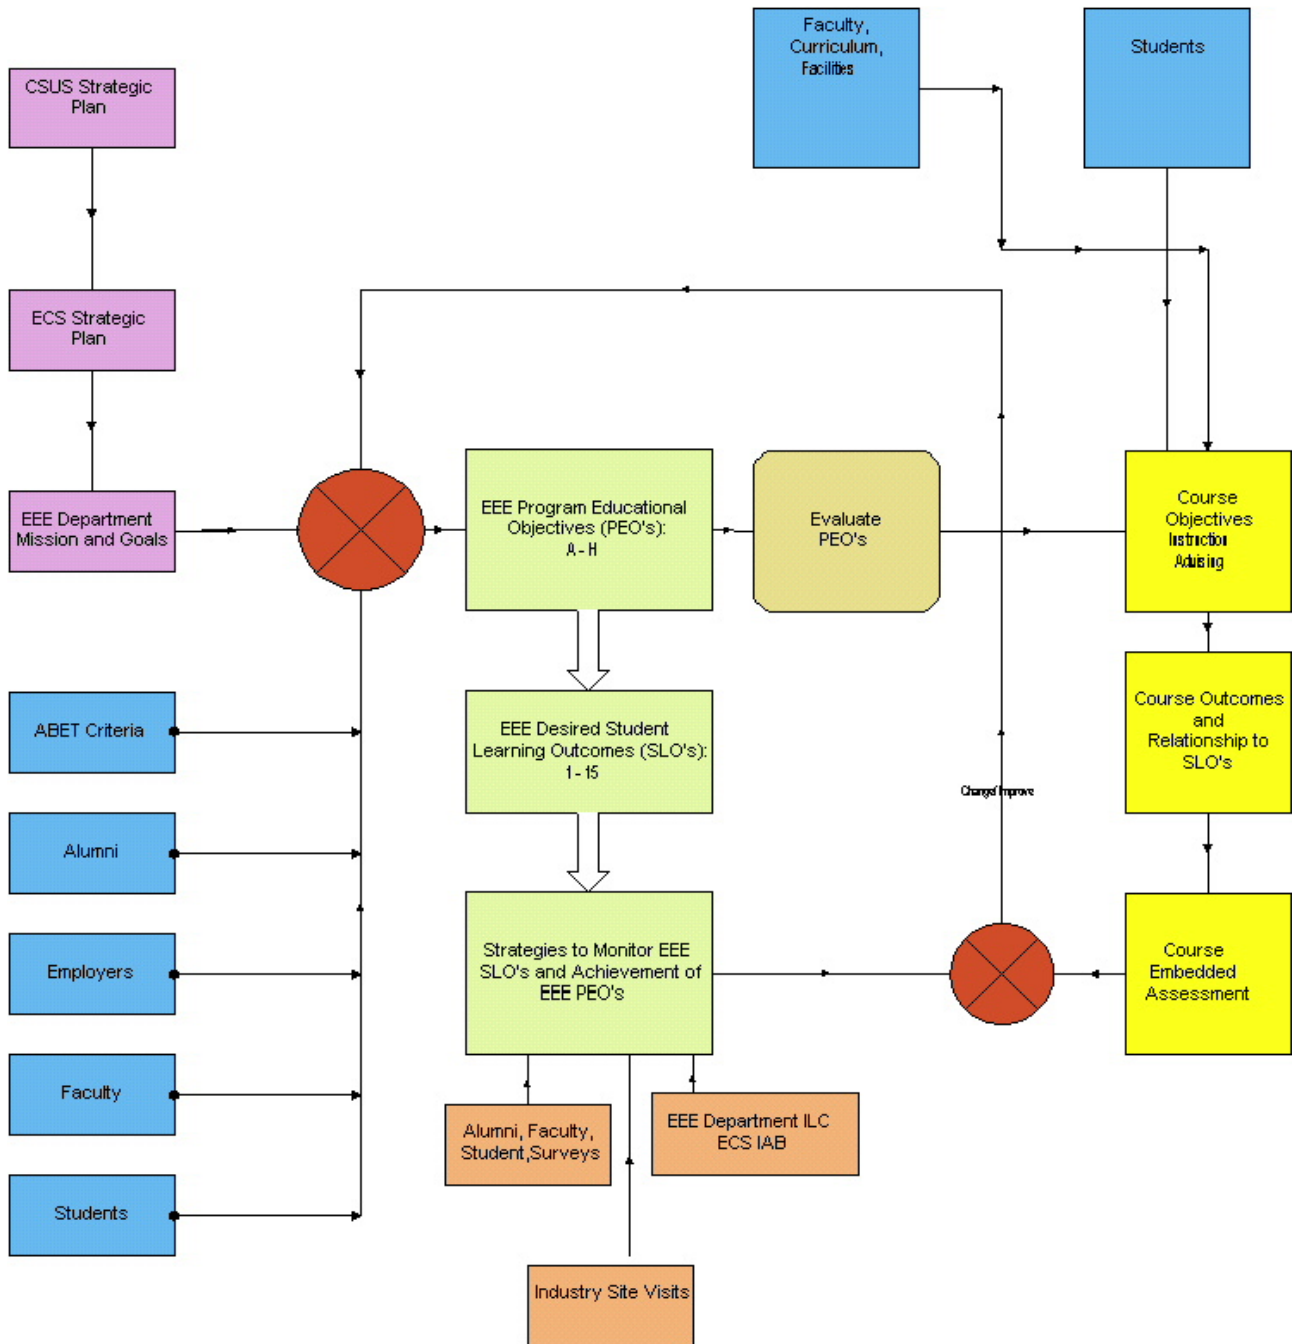 Faculty,
Curriculum,
Facilities
Students
CSUS Strategic
Plan
ECS Strategic
Plan
EEE Department
Mission and Goals
EEE Program Educational
Objectives (PEO's):
A - H
Evaluate
PEO's
Course
Objectives
Instruction
Advising
ABET Criteria
EEE Desired Student
Learning Outcomes (SLO's):
1 - 15
Course Outcomes
and
Relationship to
SLO's
Change/Improve
Alumni
Employers
Strategies to Monitor EEE
SLO's and Achievement of
EEE PEO's
Course
Embedded
Assessment
Faculty
Alumni, Faculty,
Student,Surveys
EEE Department ILC
ECS IAB
Students
Industry Site Visits